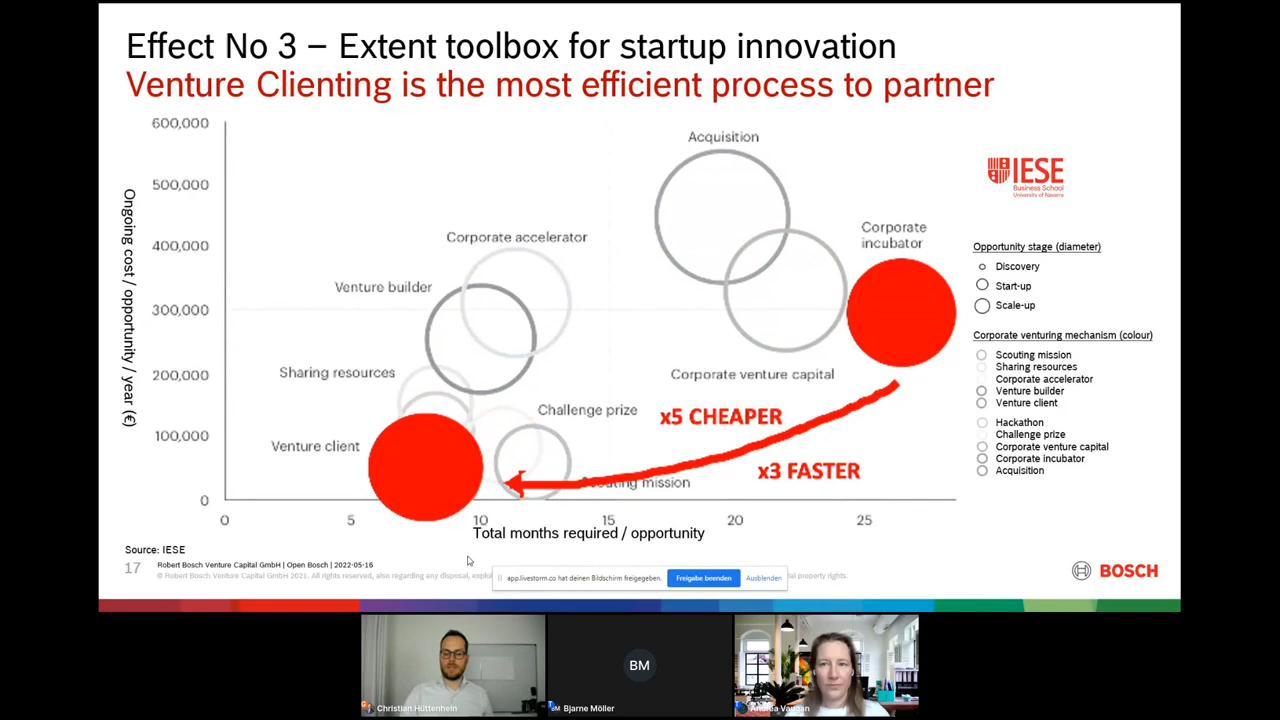 Effect No 3 – Extent toolbox for startup innovation
Venture Clienting is the most efficient process to partner
600,000
500,000
400,000
300,000
200,000
100,000
0
Ongoing cost / opportunity / year (€)
Acquisition
Corporate accelerator
Corporate
incubator
Venture builder
Sharing resources
Corporate venture capital
Challenge prize
x5 CHEAPER
Venture client
x3 FASTER
Scouting mission
0
5
10
20
25
Total months required / opportunity
IESE
Business School
University of Navarra
Opportunity stage (diameter)
Discovery
Start-up
Scale-up
Corporate venturing mechanism (colour)
Scouting mission
Sharing resources
Corporate accelerator
Venture builder
Venture client
Hackathon
Challenge prize
Corporate venture capital
Corporate incubator
Acquisition
Source: IESE
17
Robert Bosch Venture Capital GmbH | Open Bosch | 2022-05-16
© Robert Bosch Venture Capital GmbH 2021. All rights reserved, also regarding any disposal, property rights.
app.livestorm.co hat deinen Bildschirm freigegeben.
Freigabe beenden
Ausblenden
BOSCH
Christian Hüttenhein
BM
BM
Bjarne Möller
Andrea Vaugan